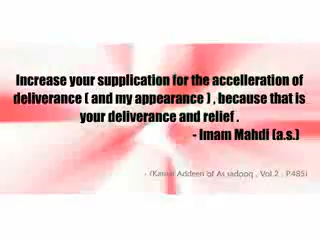 Increase your supplication for the accelleration of
deliverance ( and my appearance ) , because that is
your deliverance and relief .
- Imam Mahdi (a.s.)
- (Kamal Addeen of As sadooq , Vol.2 , P.485)